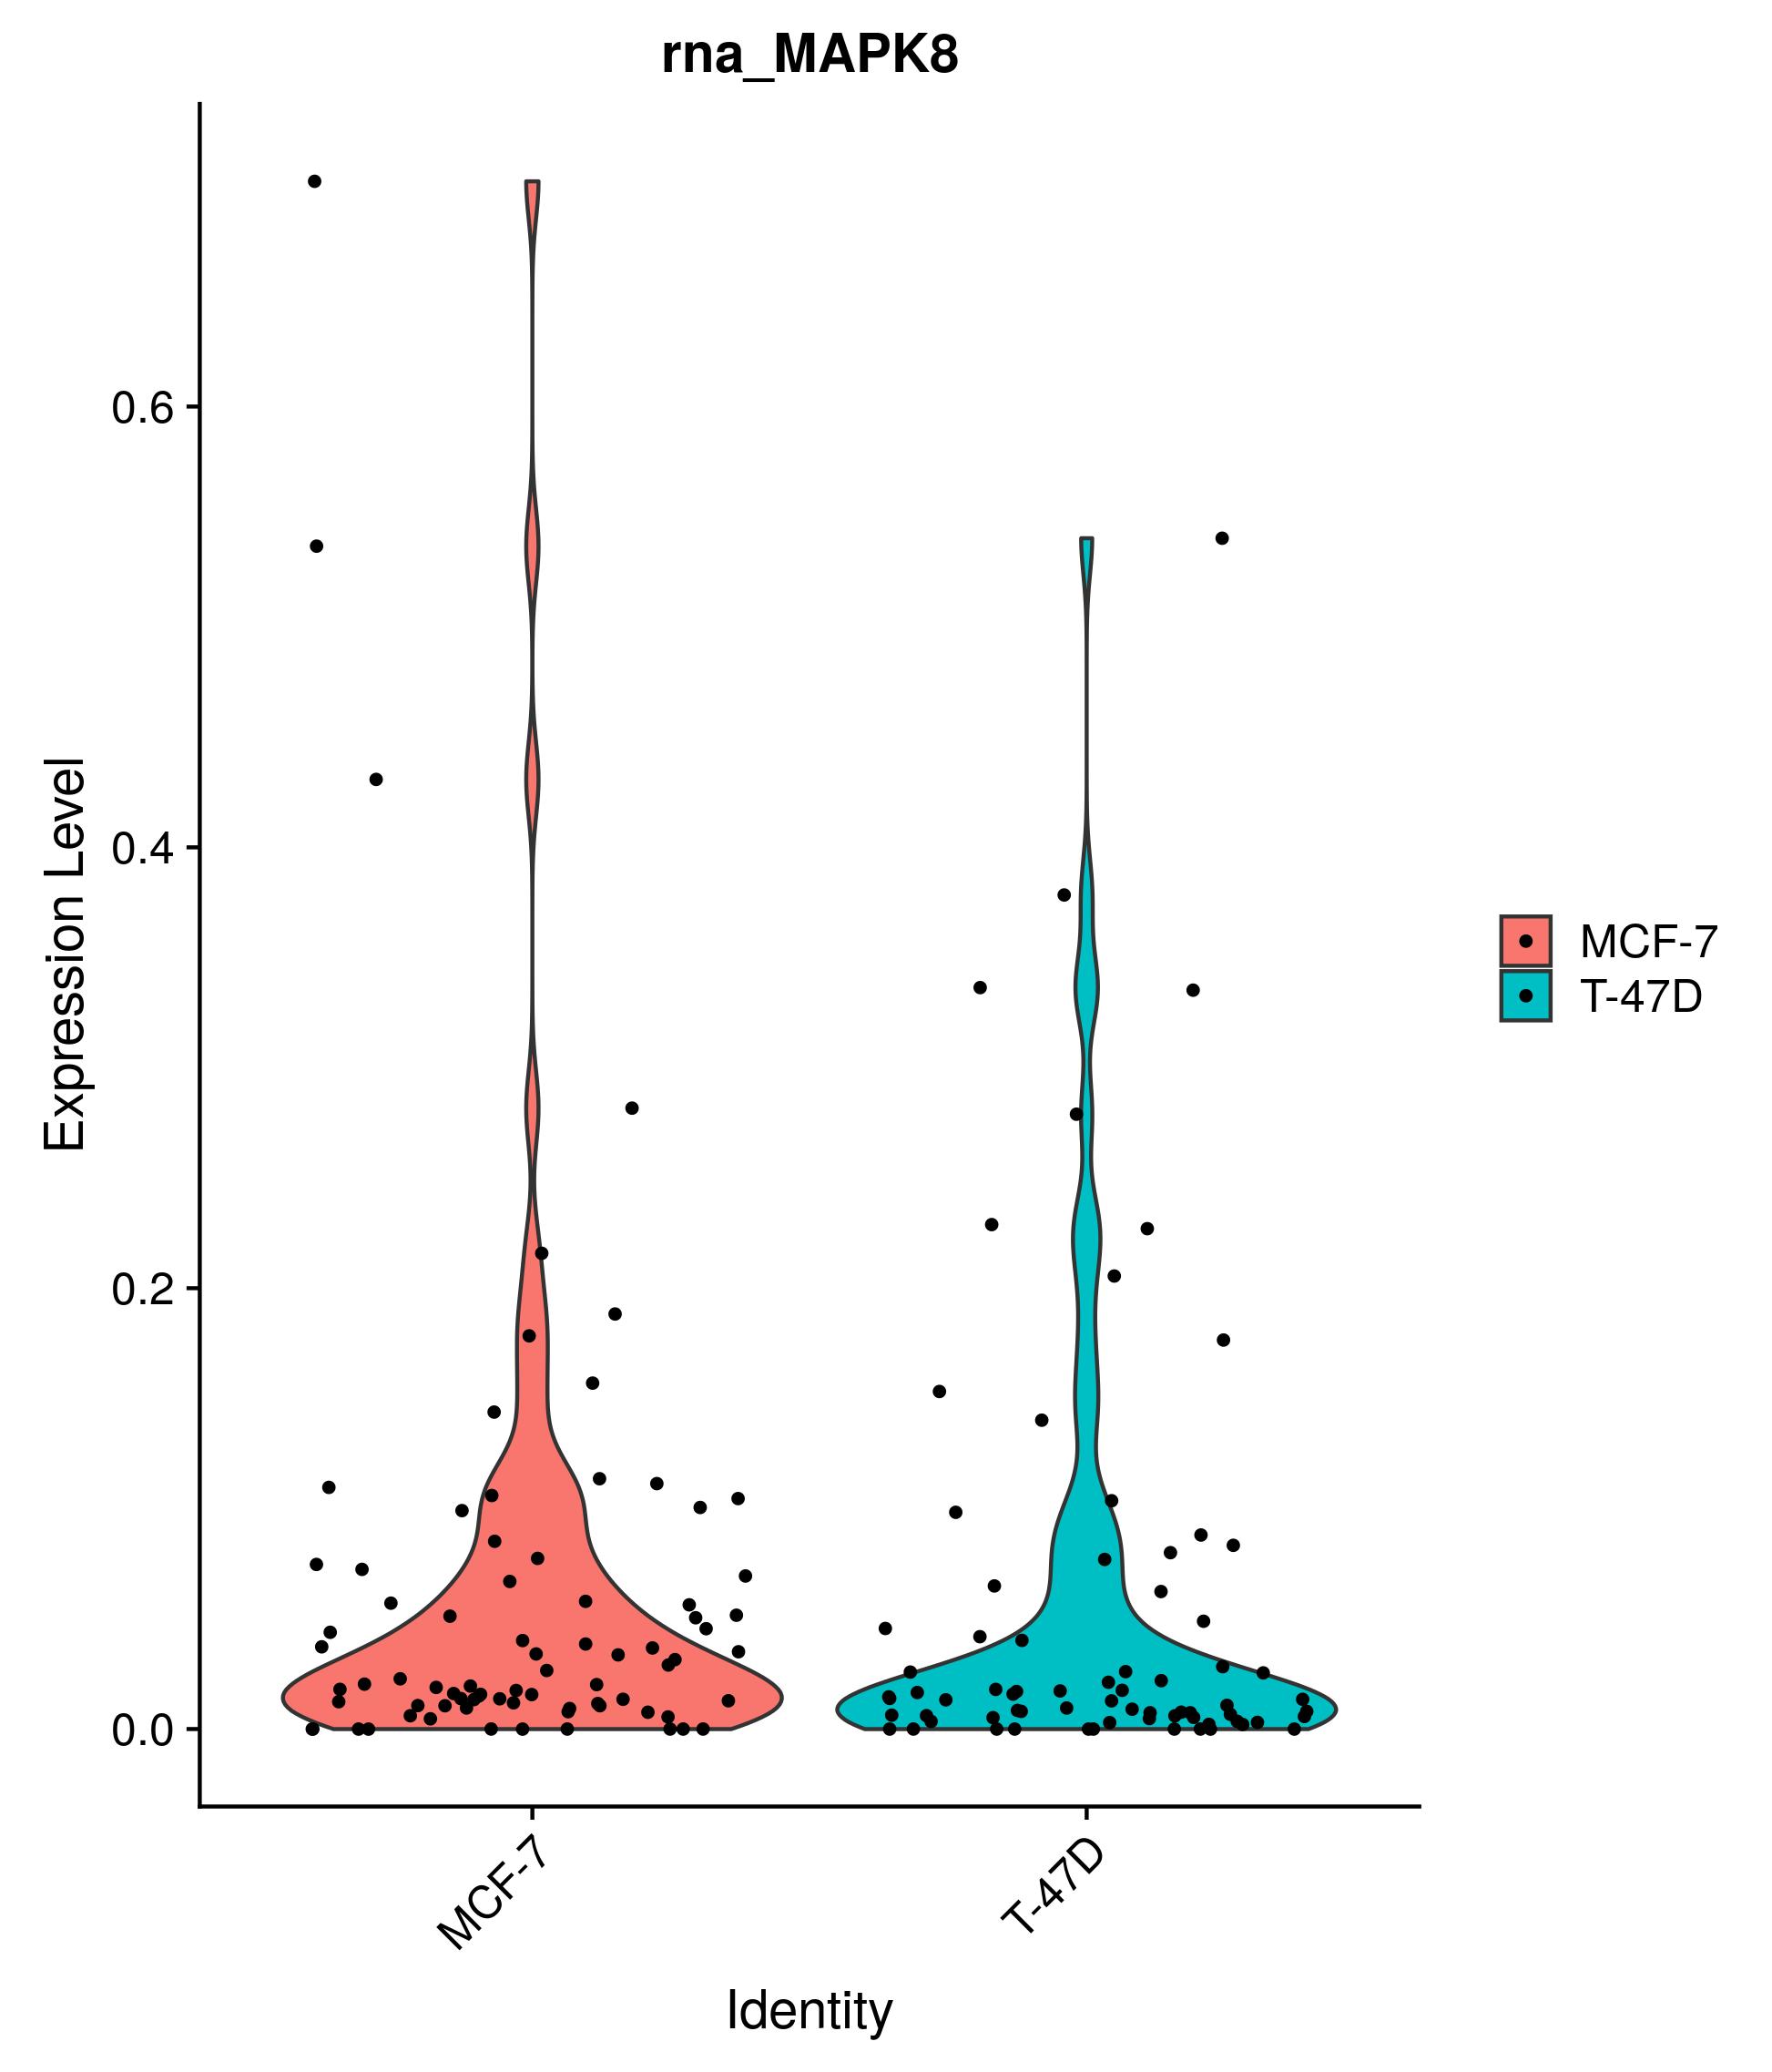 rna_MAPK8
Expression Level
0.6
0.4
0.2
0.0
MCF-7
T-47D
Identity
MCF-7
T-47D